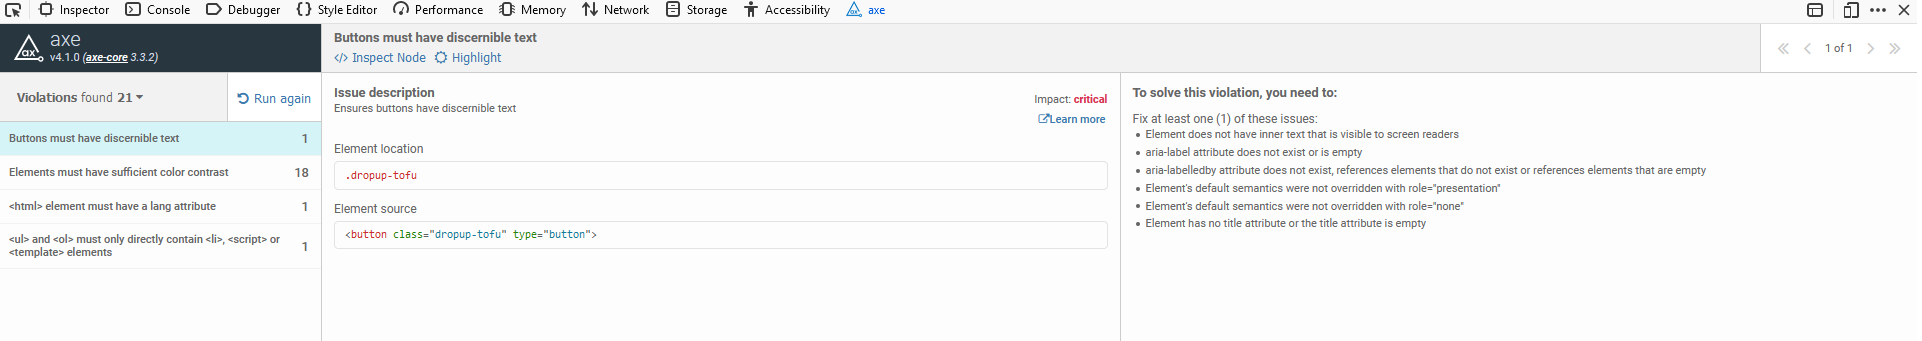 Inspector Console Debugger Style Editor Performance Memory Network Storage Accessibility axe
axe
v4.1.0 (axe-core 3.3.2)
Buttons must have discernible text
</> Inspect Node Highlight
1 of 1
Violations found 21
Run again
Buttons must have discernible text 1
Elements must have sufficient color contrast 18
<html> element must have a lang attribute 1
<ul> and <ol> must only directly contain <li>, <script> or
<template> elements 1
Issue description
Ensures buttons have discernible text
Impact: critical
Learn more
Element location
.dropup-tofu
Element source
<button class="dropup-tofu" type="button">
To solve this violation, you need to:
Fix at least one (1) of these issues:
Element does not have inner text that is visible to screen readers
aria-label attribute does not exist or is empty
aria-labelledby attribute does not exist, references elements that do not exist or references elements that are empty
Element's default semantics were not overridden with role="presentation"
Element's default semantics were not overridden with role="none"
Element has no title attribute or the title attribute is empty